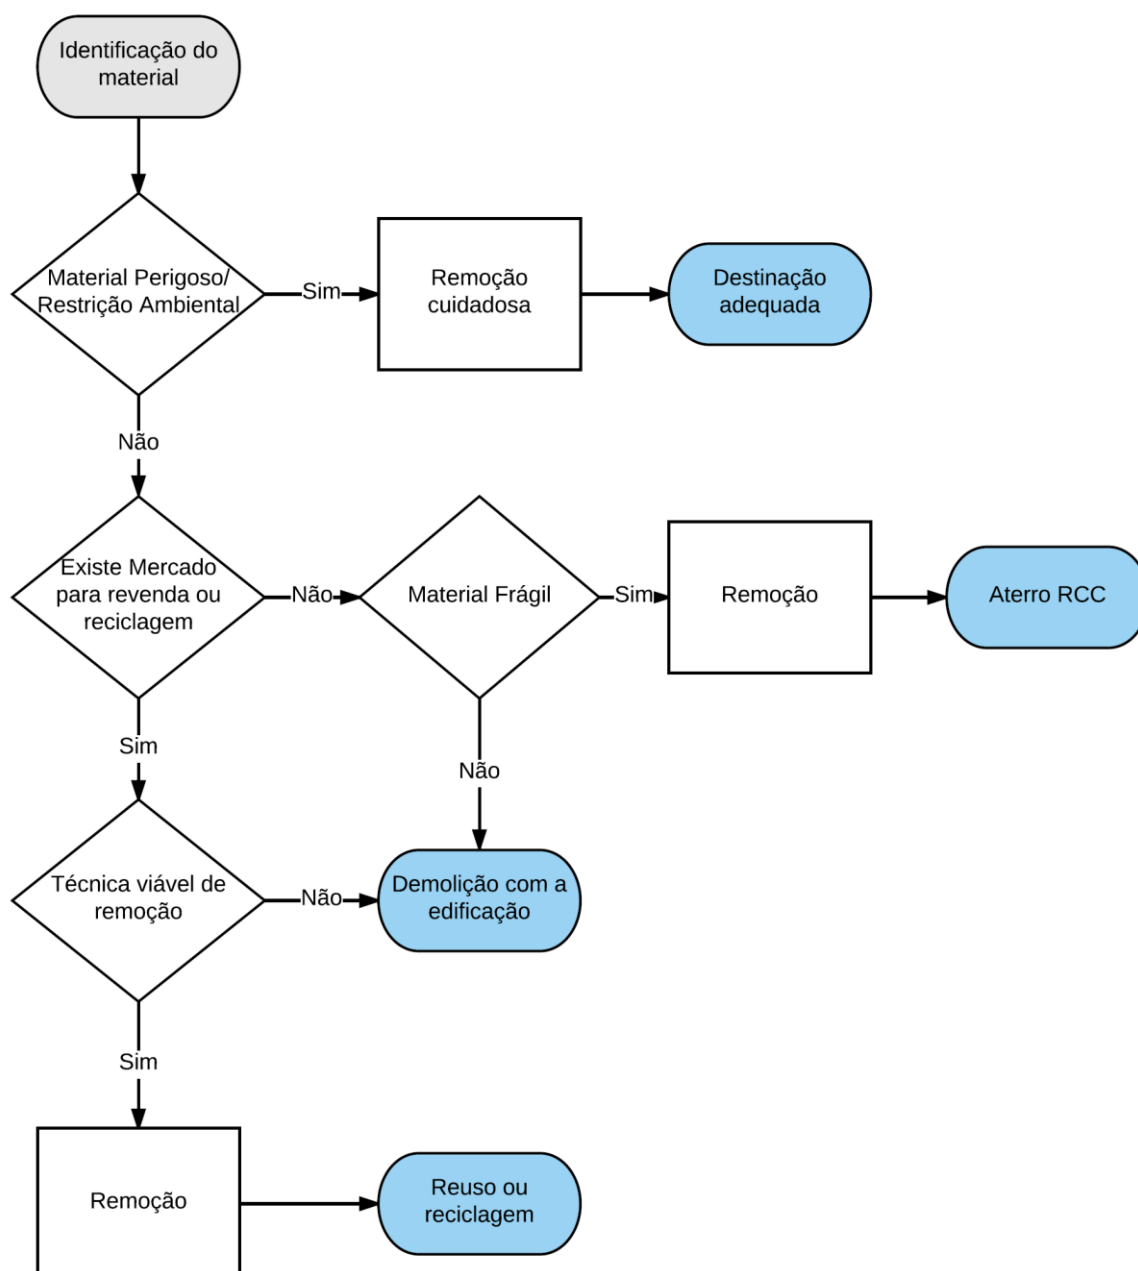 Identificação do
material
Material Perigoso/
Restrição Ambiental
Sim
Remoção
cuidadosa
Destinação
adequada
Não
Existe Mercado
para revenda ou
reciclagem
Não
Material Frágil
Sim
Remoção
Aterro RCC
Sim
Não
Técnica viável de
remoção
Não
Demolição com a
edificação
Sim
Remoção
Reuso ou
reciclagem